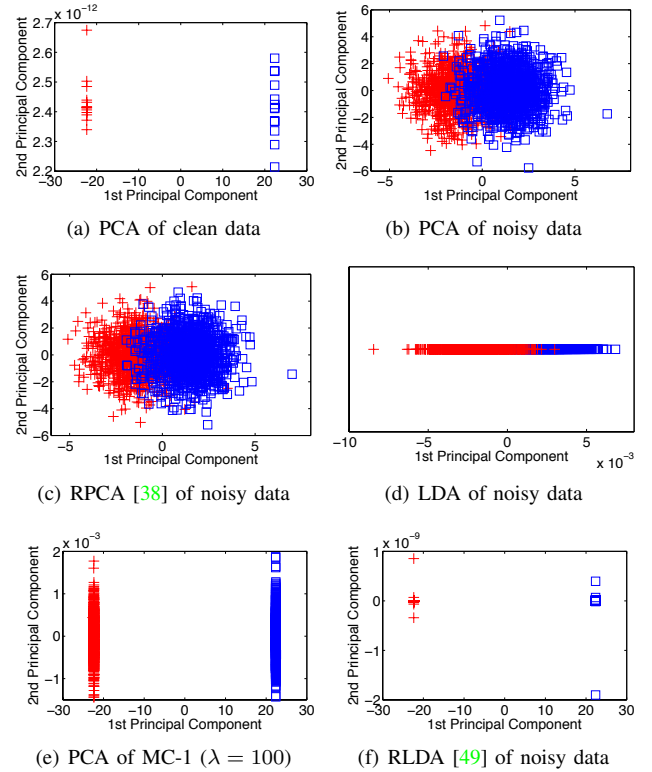 2.7 x 10^-12
2.6
2.5
2.4
2.3
2.2
2nd Principal Component
−30 −20 −10 0 10 20 30
1st Principal Component
(a) PCA of clean data
6
4
2
0
−2
−4
−6
2nd Principal Component
−5 0 5
1st Principal Component
(b) PCA of noisy data
6
4
2
0
−2
−4
−6
2nd Principal Component
−5 0 5
1st Principal Component
(c) RPCA [38] of noisy data
2nd Principal Component
−10 −5 0 5
1st Principal Component x 10^-3
(d) LDA of noisy data
2 x 10^-3
1
0
−1
2nd Principal Component
−30 −20 −10 0 10 20 30
1st Principal Component
(e) PCA of MC-1 (λ = 100)
1 x 10^-9
0
−1
−2
2nd Principal Component
−30 −20 −10 0 10 20 30
1st Principal Component
(f) RLDA [49] of noisy data